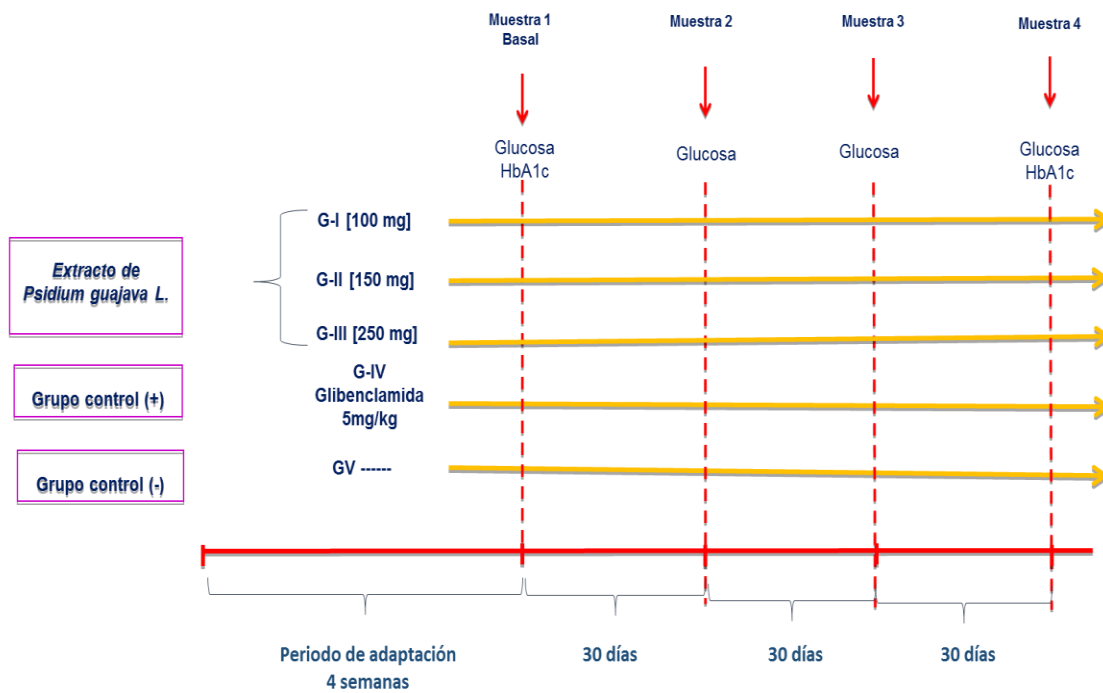 Muestra 1
Basal
Muestra 2
Muestra 3
Muestra 4
Glucosa
HbA1c
Glucosa
Glucosa
Glucosa
HbA1c
G-I [100 mg]
Extracto de
Psidium guajava L.
G-II [150 mg]
G-III [250 mg]
Grupo control (+)
G-IV
Glibenclamida
5mg/kg
Grupo control (-)
GV ------
Periodo de adaptación
4 semanas
30 días
30 días
30 días